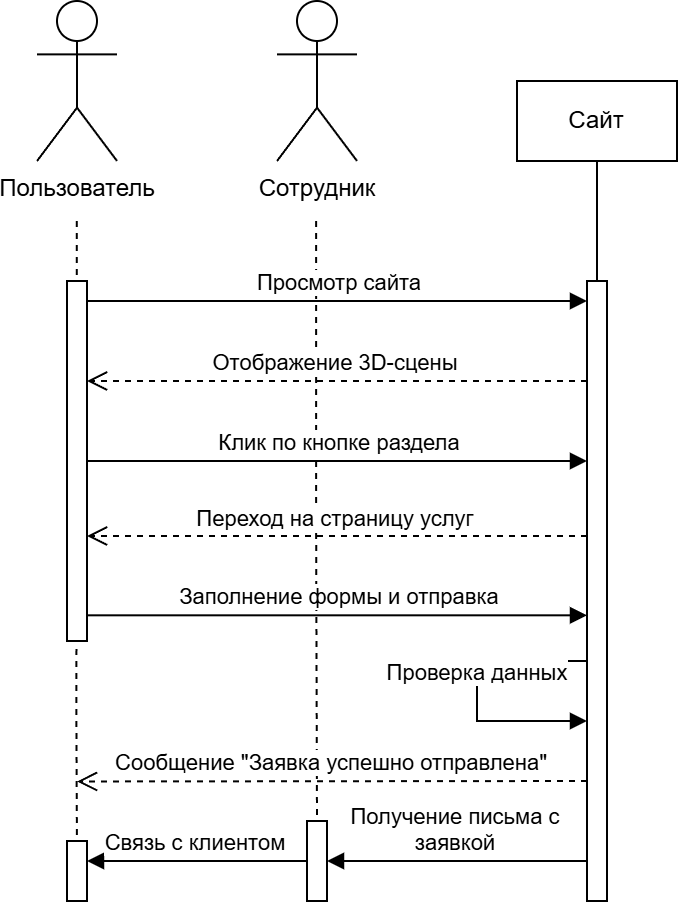 Сайт
Пользователь
Сотрудник
Просмотр сайта
Отображение 3D-сцены
Клик по кнопке раздела
Переход на страницу услуг
Заполнение формы и отправка
Проверка данных
Сообщение "Заявка успешно отправлена"
Получение письма с
заявкой
Связь с клиентом